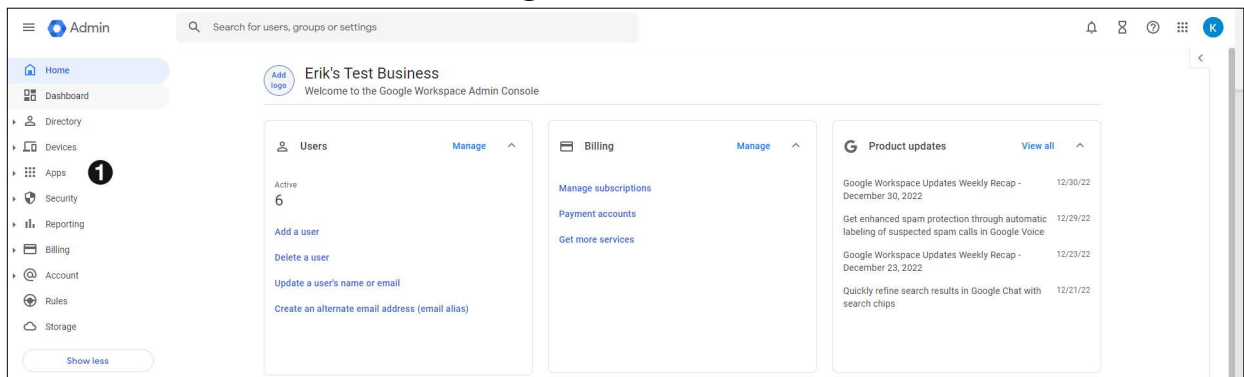 Admin
Search for users, groups or settings
K
Home
Dashboard
Directory
Devices
Apps
1
Security
Reporting
Billing
Account
Rules
Storage
Show less
Add
logo
Erik's Test Business
Welcome to the Google Workspace Admin Console
Users Manage
Active
6
Add a user
Delete a user
Update a user's name or email
Create an alternate email address (email alias)
Billing Manage
Manage subscriptions
Payment accounts
Get more services
G Product updates View all
Google Workspace Updates Weekly Recap - 12/30/22
December 30, 2022
Get enhanced spam protection through automatic 12/29/22
labeling of suspected spam calls in Google Voice
Google Workspace Updates Weekly Recap - 12/23/22
December 23, 2022
Quickly refine search results in Google Chat with 12/21/22
search chips